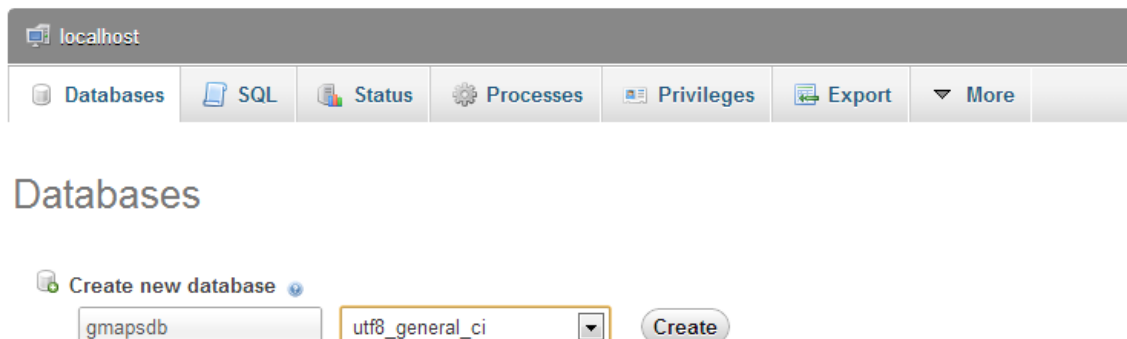 localhost
Databases SQL Status Processes Privileges Export More
Databases
Create new database
gmapsdb utf8_general_ci Create